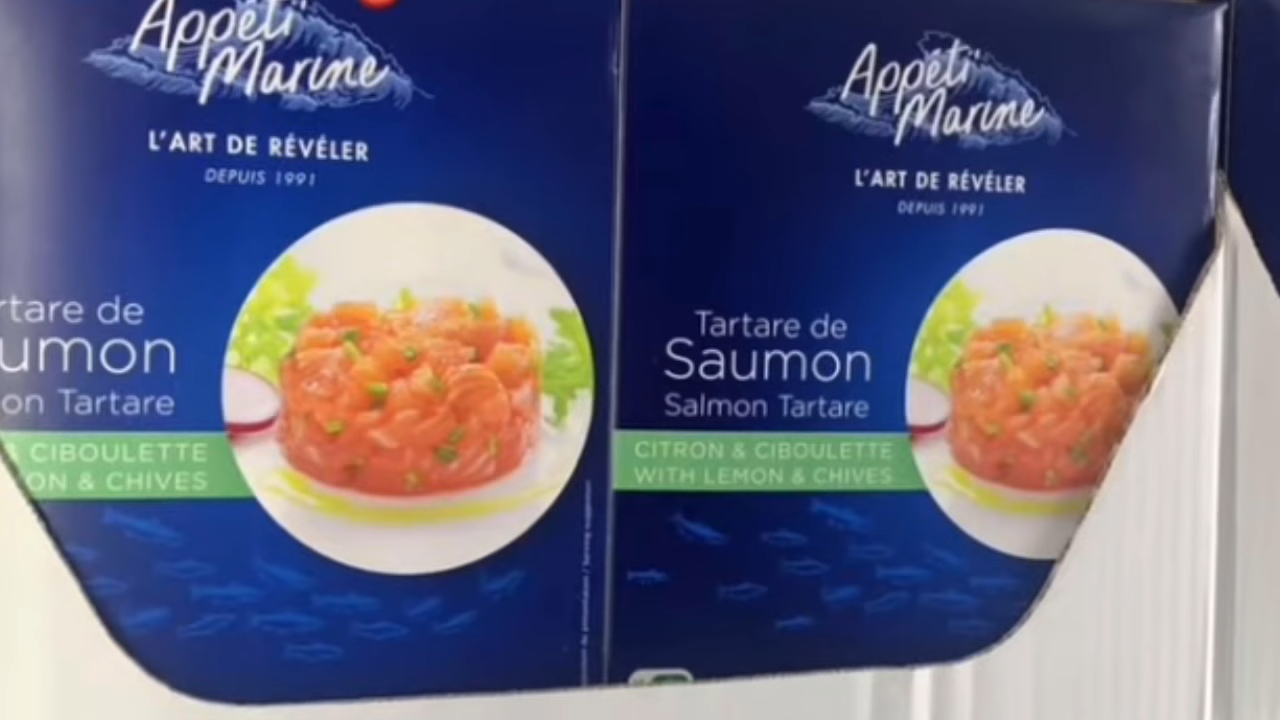 Appéti'
Marine
L'ART DE RÉVÉLER
DEPUIS 1991
rtare de
umon
on Tartare
& CIBOULETTE
ON & CHIVES
Appéti'
Marine
L'ART DE RÉVÉLER
DEPUIS 1991
Tartare de
Saumon
Salmon Tartare
CITRON & CIBOULETTE
WITH LEMON & CHIVES